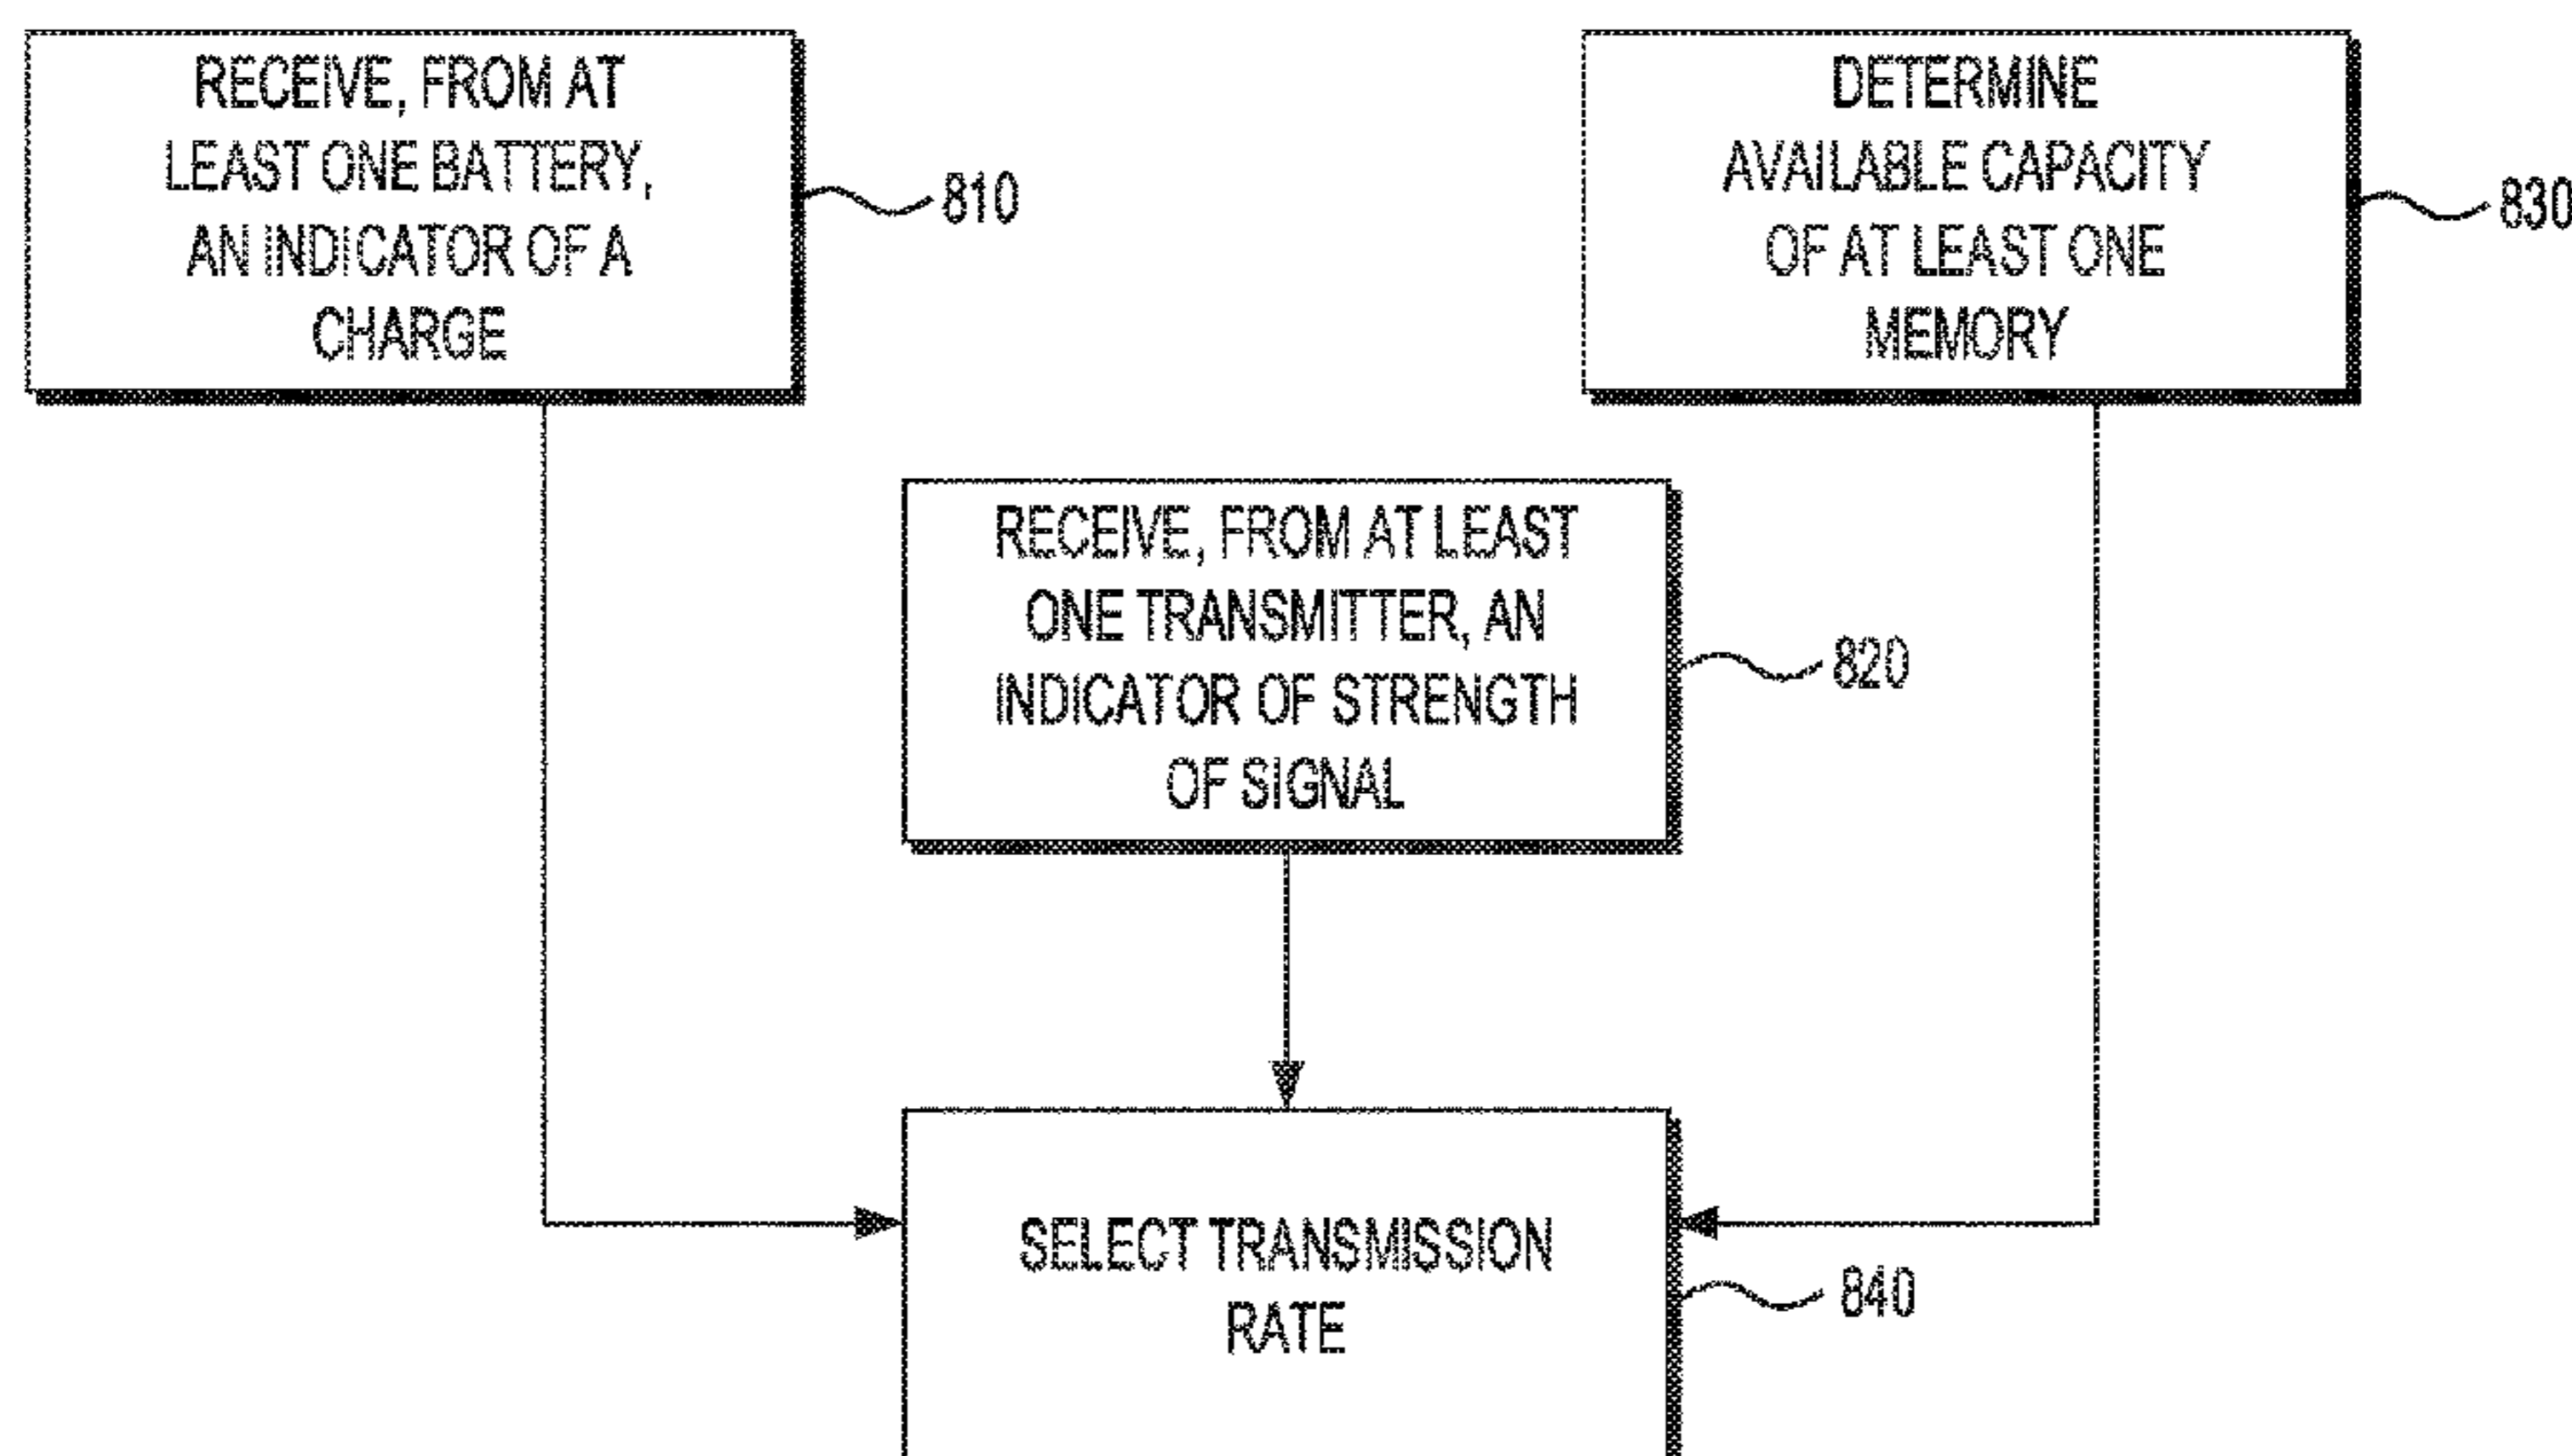 RECEIVE, FROM AT
LEAST ONE BATTERY,
AN INDICATOR OF A
CHARGE
810
DETERMINE
AVAILABLE CAPACITY
OF AT LEAST ONE
MEMORY
830
RECEIVE, FROM AT LEAST
ONE TRANSMITTER, AN
INDICATOR OF STRENGTH
OF SIGNAL
820
SELECT TRANSMISSION
RATE
840